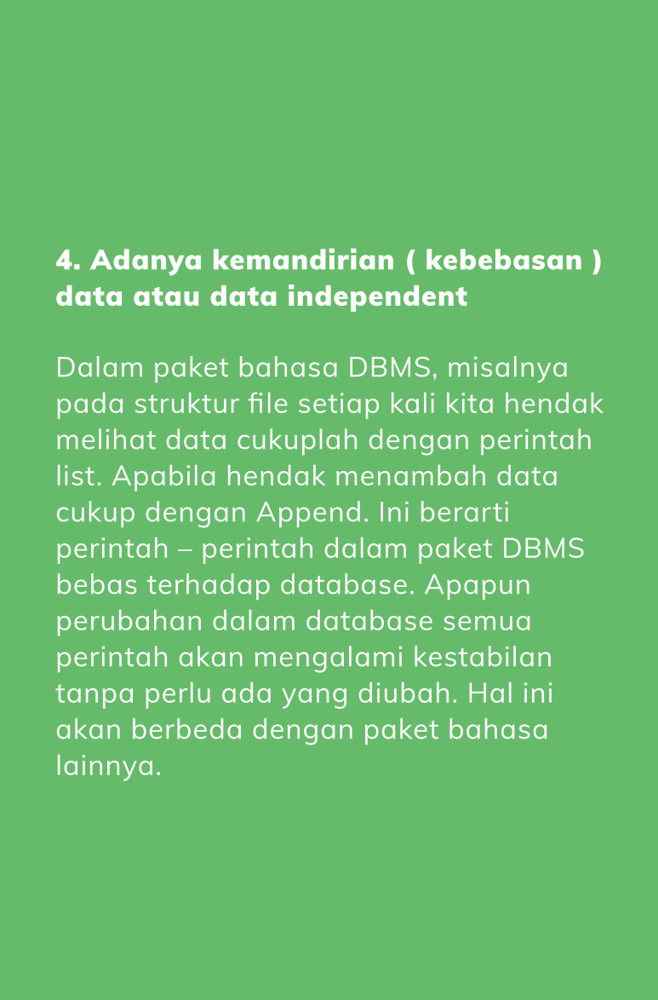 4. Adanya kemandirian ( kebebasan )
data atau data independent
Dalam paket bahasa DBMS, misalnya
pada struktur file setiap kali kita hendak
melihat data cukuplah dengan perintah
list. Apabila hendak menambah data
cukup dengan Append. Ini berarti
perintah – perintah dalam paket DBMS
bebas terhadap database. Apapun
perubahan dalam database semua
perintah akan mengalami kestabilan
tanpa perlu ada yang diubah. Hal ini
akan berbeda dengan paket bahasa
lainnya.